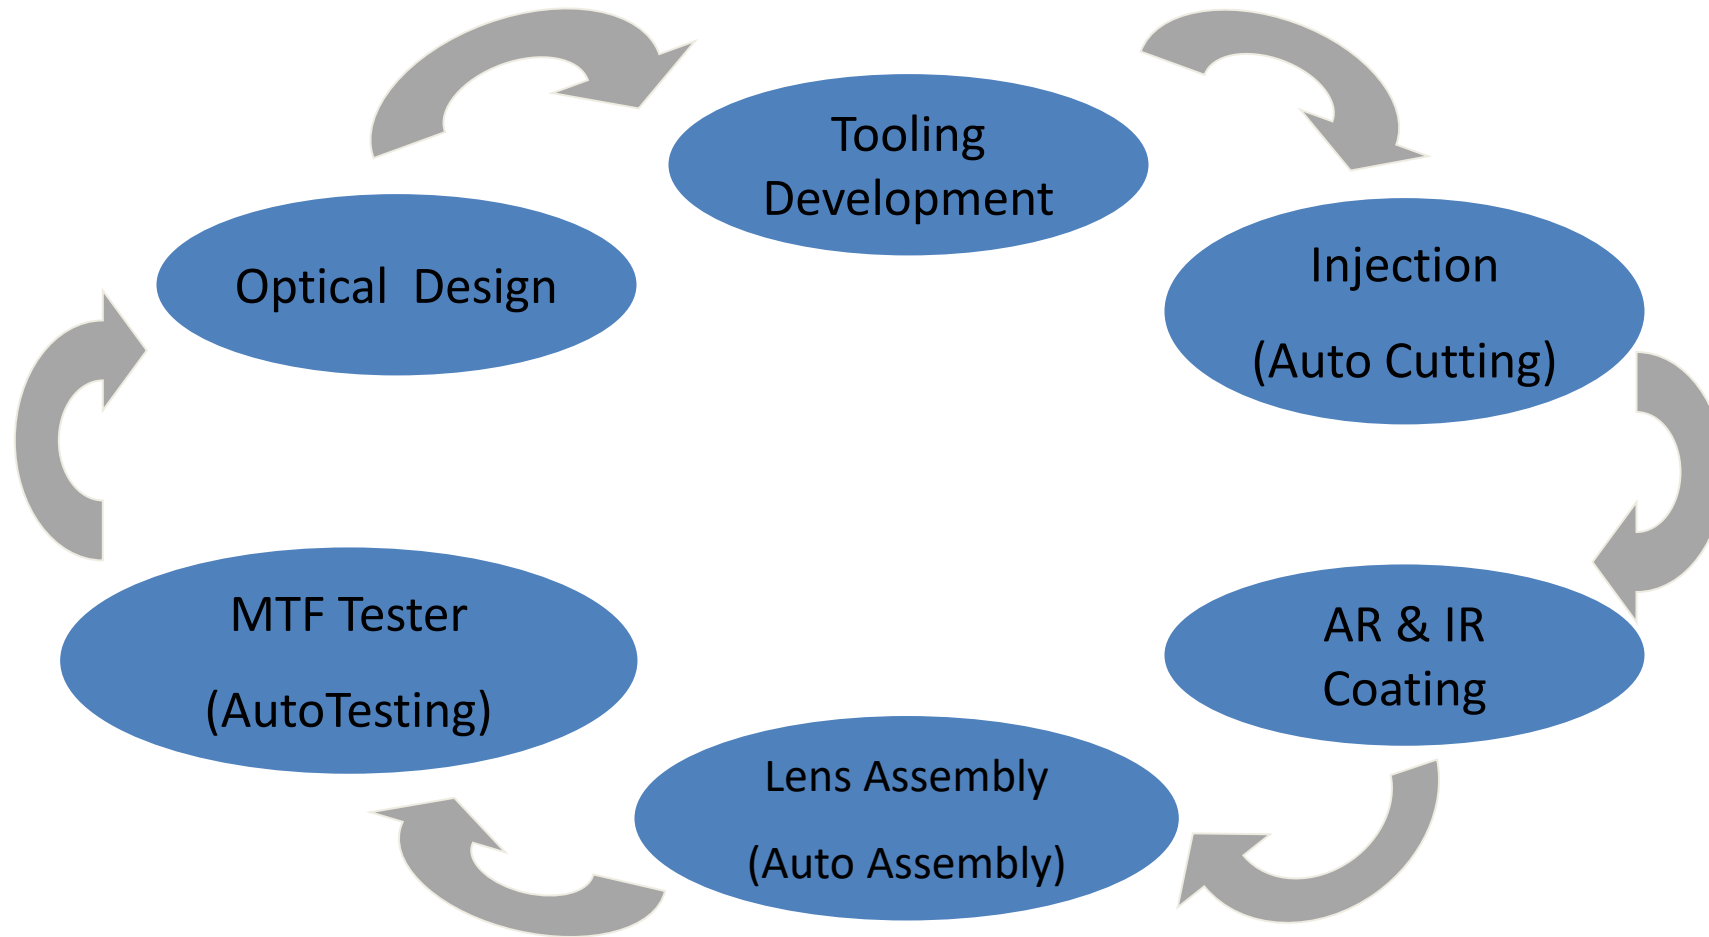 Tooling
Development
Optical  Design
Injection
(Auto Cutting)
MTF Tester
(AutoTesting)
AR & IR
Coating
Lens Assembly
(Auto Assembly)